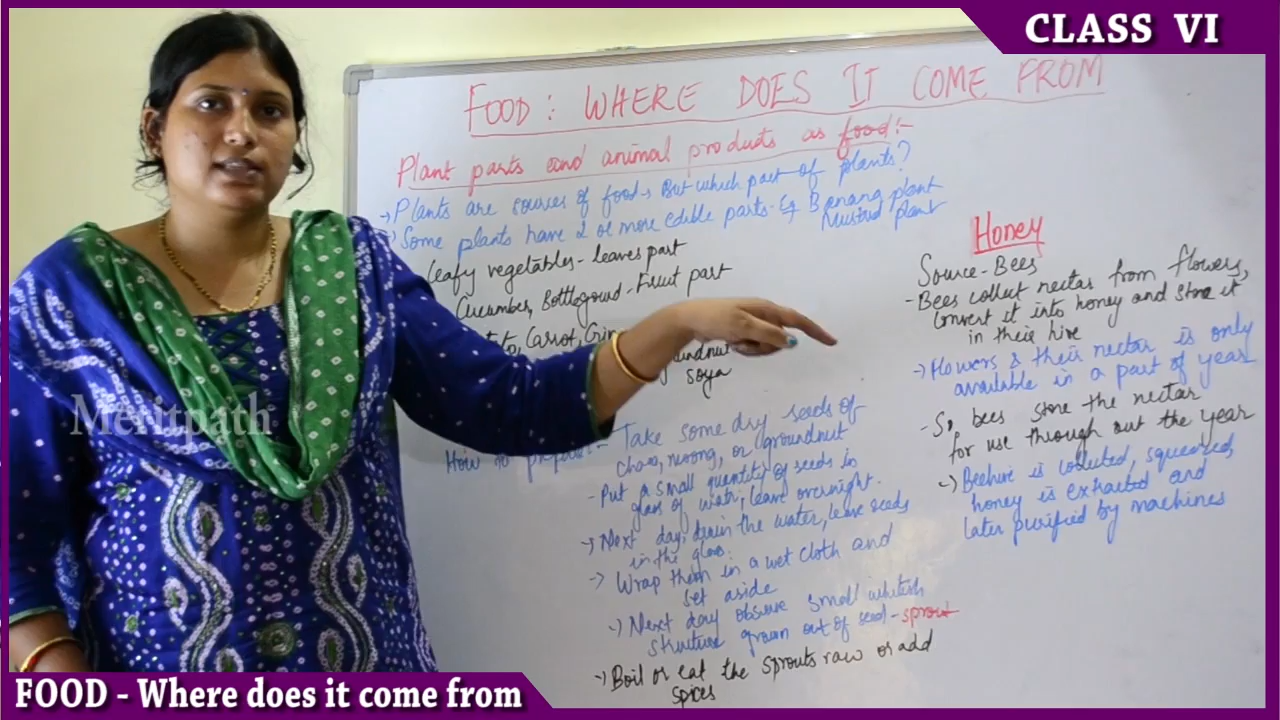 CLASS VI
FOOD : WHERE DOES IT COME FROM
Plant parts and animal products as food:-
→ Plants are sources of food → But which part of plants?
→ Some plants have 2 or more edible parts. Eg Banana plant
Mustard plant
Leafy vegetables - leaves part
Cucumber, Bottlegourd - Fruit part
Carrot,
groundnut
soya
How to prepare -
- Take some dry seeds of
moong, or groundnut
- Put a small quantity of seeds in
glass of water, leave overnight.
→ Next day, drain the water, leave seeds
in the glass.
→ Wrap them in a wet cloth and
set aside
→ Next day observe small whitish
structure grown out of seed - sprout
→ Boil or eat the sprouts raw or add
spices
Honey
Source - Bees
- Bees collect nectar from flowers,
convert it into honey and store it
in their hive
→ Flowers & their nectar is only
available in a part of year
- So bees store the nectar
for use through out the year
→ Beehive is collected, squeezed,
honey is extracted and
later purified by machines
Meritpath
FOOD - Where does it come from